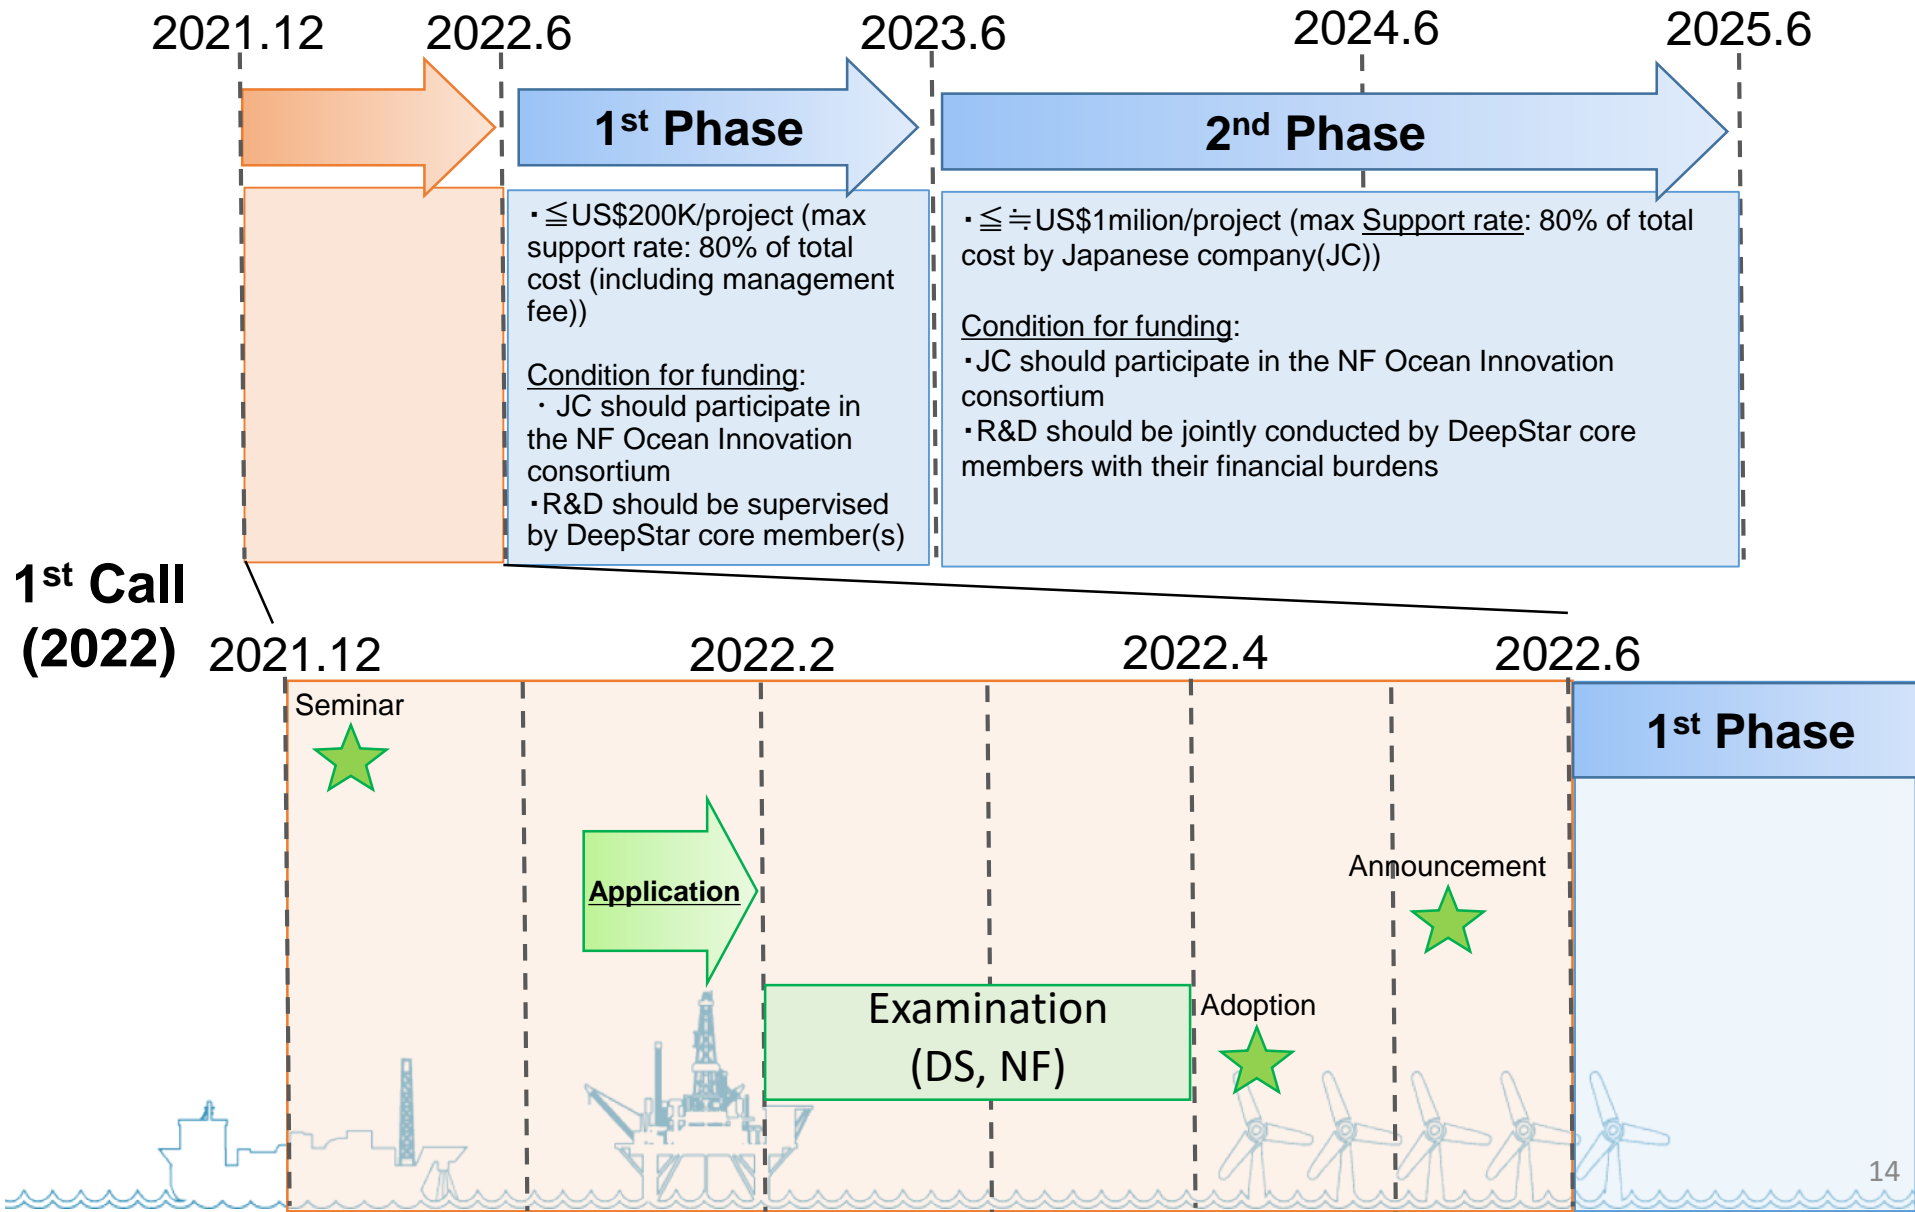 2021.12
2022.6
2023.6
2024.6
2025.6
1st Phase
2nd Phase
・≦US$200K/project (max
support rate: 80% of total
cost (including management
fee))
Condition for funding:
・ JC should participate in
the NF Ocean Innovation
consortium
・R&D should be supervised
by DeepStar core member(s)
・≦≒US$1milion/project (max Support rate: 80% of total
cost by Japanese company(JC))
Condition for funding:
・JC should participate in the NF Ocean Innovation
consortium
・R&D should be jointly conducted by DeepStar core
members with their financial burdens
1st Call
(2022)
2021.12
2022.2
2022.4
2022.6
Seminar
1st Phase
Application
Announcement
Examination
(DS, NF)
Adoption
14